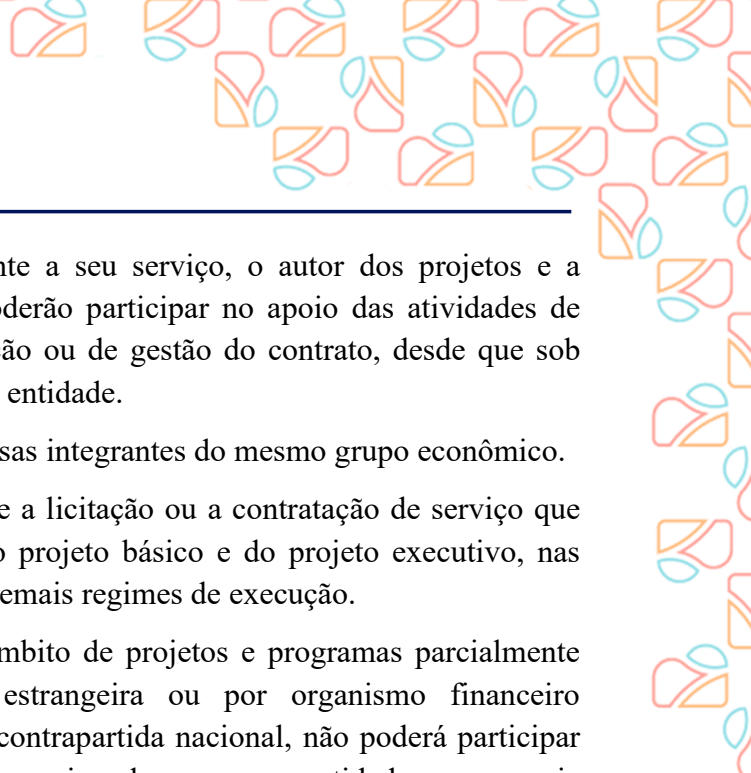 nte a seu serviço, o autor dos projetos e a
oderão participar no apoio das atividades de
ção ou de gestão do contrato, desde que sob
entidade.
sas integrantes do mesmo grupo econômico.
e a licitação ou a contratação de serviço que
o projeto básico e do projeto executivo, nas
emais regimes de execução.
mbito de projetos e programas parcialmente
estrangeira ou por organismo financeiro
contrapartida nacional, não poderá participar